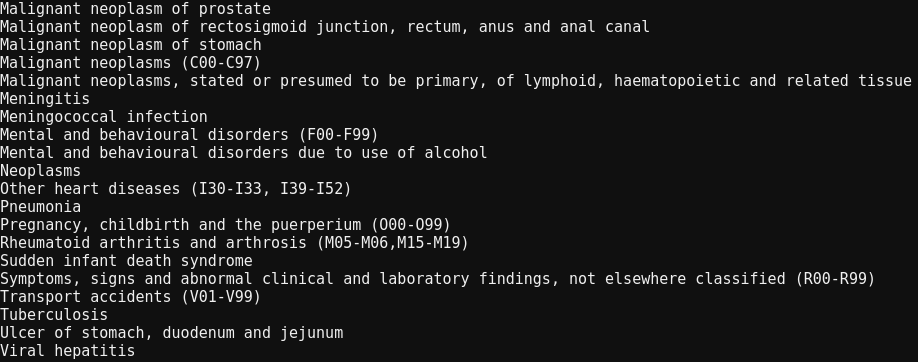 Malignant neoplasm of prostate
Malignant neoplasm of rectosigmoid junction, rectum, anus and anal canal
Malignant neoplasm of stomach
Malignant neoplasms (C00-C97)
Malignant neoplasms, stated or presumed to be primary, of lymphoid, haematopoietic and related tissue
Meningitis
Meningococcal infection
Mental and behavioural disorders (F00-F99)
Mental and behavioural disorders due to use of alcohol
Neoplasms
Other heart diseases (I30-I33, I39-I52)
Pneumonia
Pregnancy, childbirth and the puerperium (O00-O99)
Rheumatoid arthritis and arthrosis (M05-M06,M15-M19)
Sudden infant death syndrome
Symptoms, signs and abnormal clinical and laboratory findings, not elsewhere classified (R00-R99)
Transport accidents (V01-V99)
Tuberculosis
Ulcer of stomach, duodenum and jejunum
Viral hepatitis